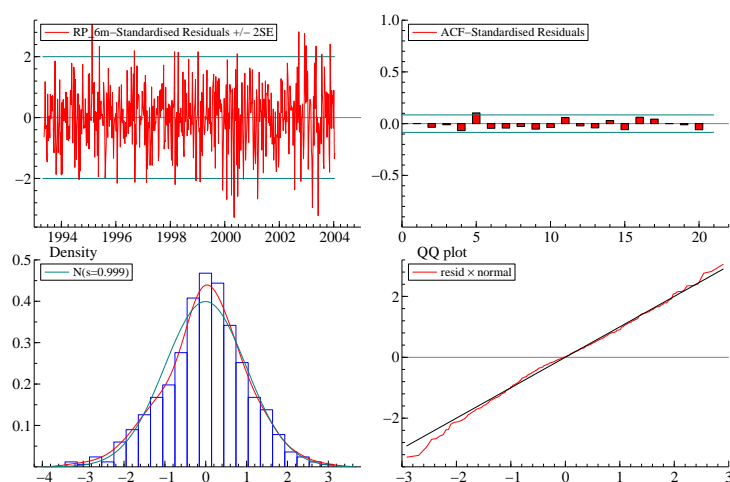 RP_6m−Standardised Residuals +/− 2SE
2
0
−2
1994 1996 1998 2000 2002 2004
ACF−Standardised Residuals
1.0
0.5
0.0
−0.5
0 5 10 15 20
Density
N(s=0.999)
0.5
0.4
0.3
0.2
0.1
−4 −3 −2 −1 0 1 2 3
QQ plot
resid × normal
2
0
−2
−3 −2 −1 0 1 2 3